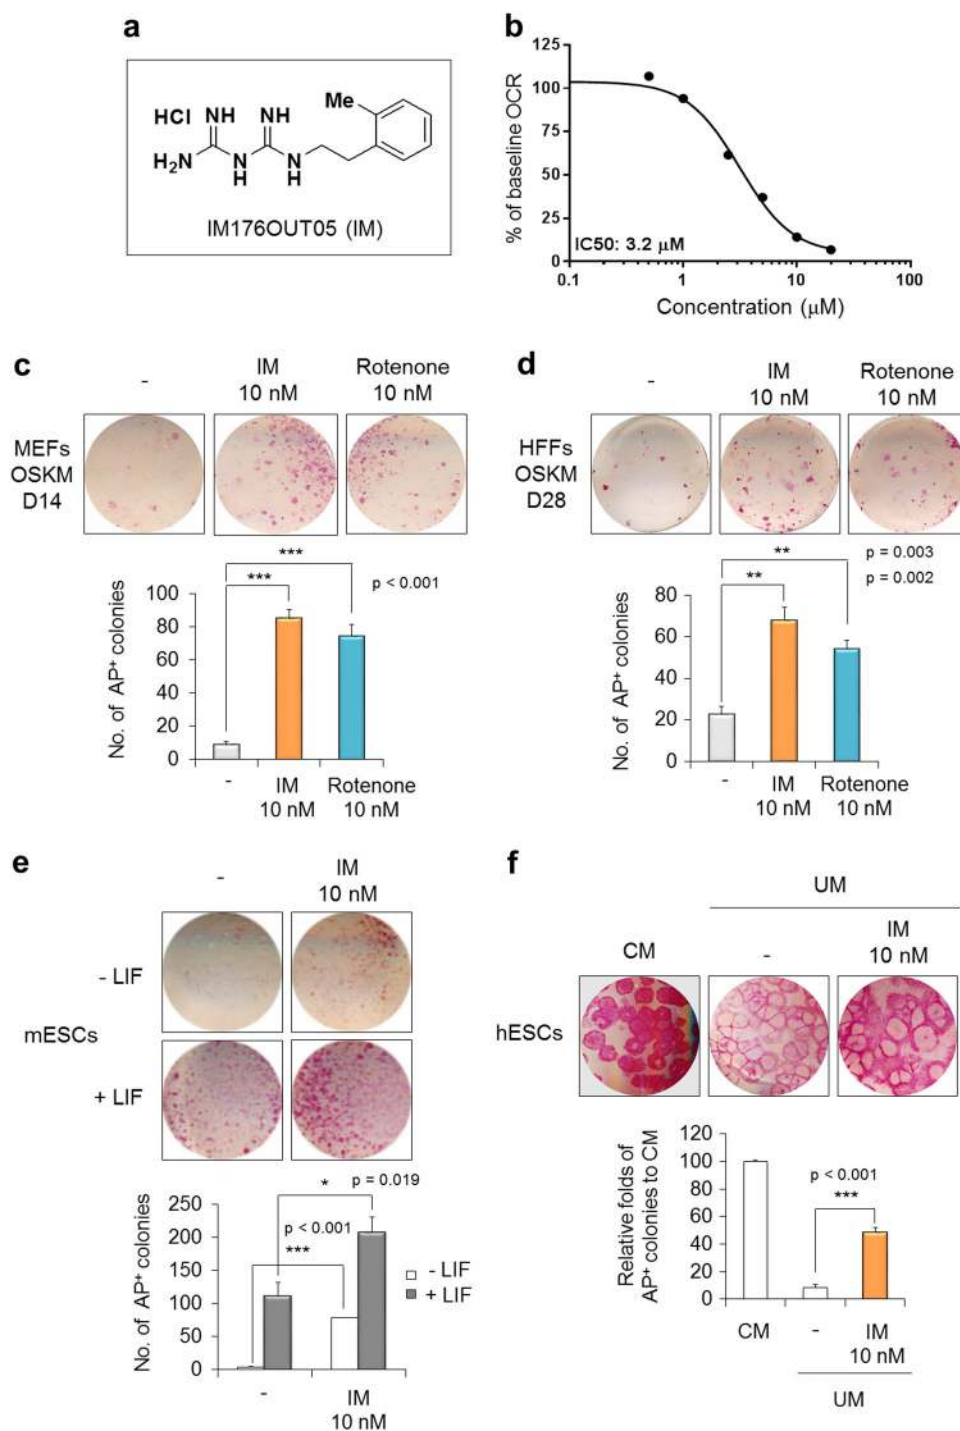 a
HCl NH NH Me
H₂N N H N H
IM176OUT05 (IM)
b
% of baseline OCR
125
100
75
50
25
0
IC50: 3.2 µM
0.1 1 10 100
Concentration (µM)
c
- IM 10 nM Rotenone 10 nM
MEFs
OSKM
D14
***
*** p < 0.001
No. of AP⁺ colonies
100
80
60
40
20
0
- IM Rotenone
10 nM 10 nM
d
- IM 10 nM Rotenone 10 nM
HFFs
OSKM
D28
** p = 0.003
** p = 0.002
No. of AP⁺ colonies
80
60
40
20
0
- IM Rotenone
10 nM 10 nM
e
- IM
10 nM
- LIF
mESCs
+ LIF
* p = 0.019
p < 0.001
***
No. of AP⁺ colonies
250
200
150
100
50
0
- LIF
+ LIF
- IM
10 nM
f
UM
CM - IM
10 nM
hESCs
Relative folds of
AP⁺ colonies to CM
120
100
80
60
40
20
0
p < 0.001
***
CM - IM
10 nM
UM